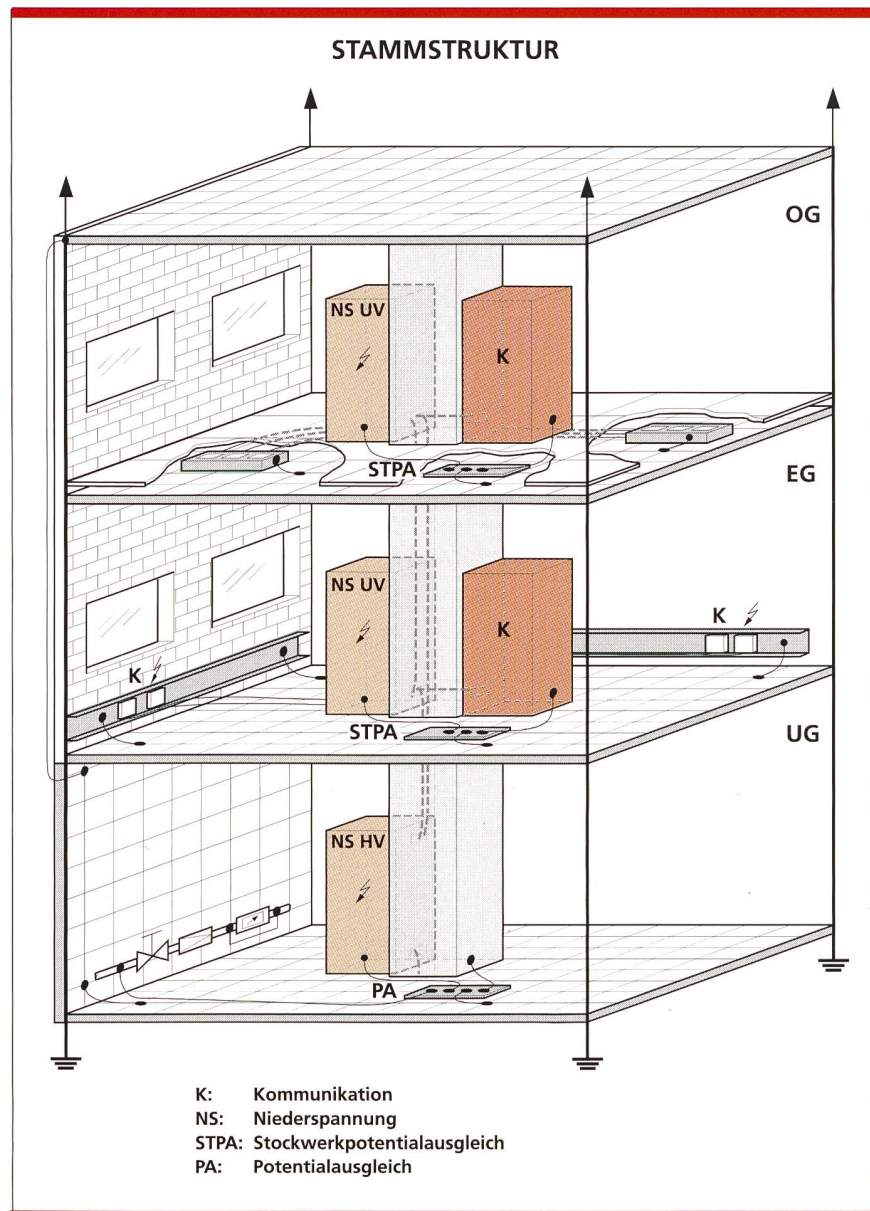 STAMMSTRUKTUR
OG
NS UV
K
STPA
EG
NS UV
K
K
K
STPA
UG
NS HV
PA
K: Kommunikation
NS: Niederspannung
STPA: Stockwerkpotentialausgleich
PA: Potentialausgleich